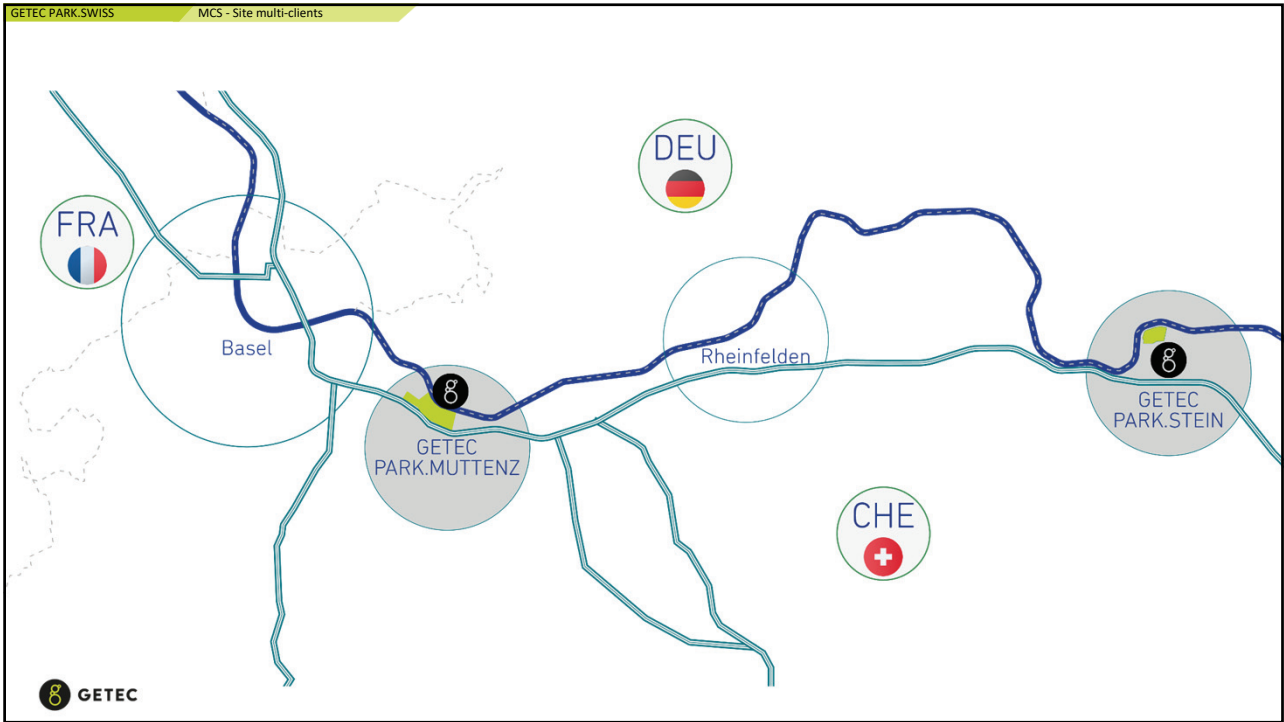 GETEC PARK.SWISS
MCS - Site multi-clients
DEU
FRA
Basel
Rheinfelden
GETEC
PARK.STEIN
GETEC
PARK.MUTTENZ
CHE
GETEC